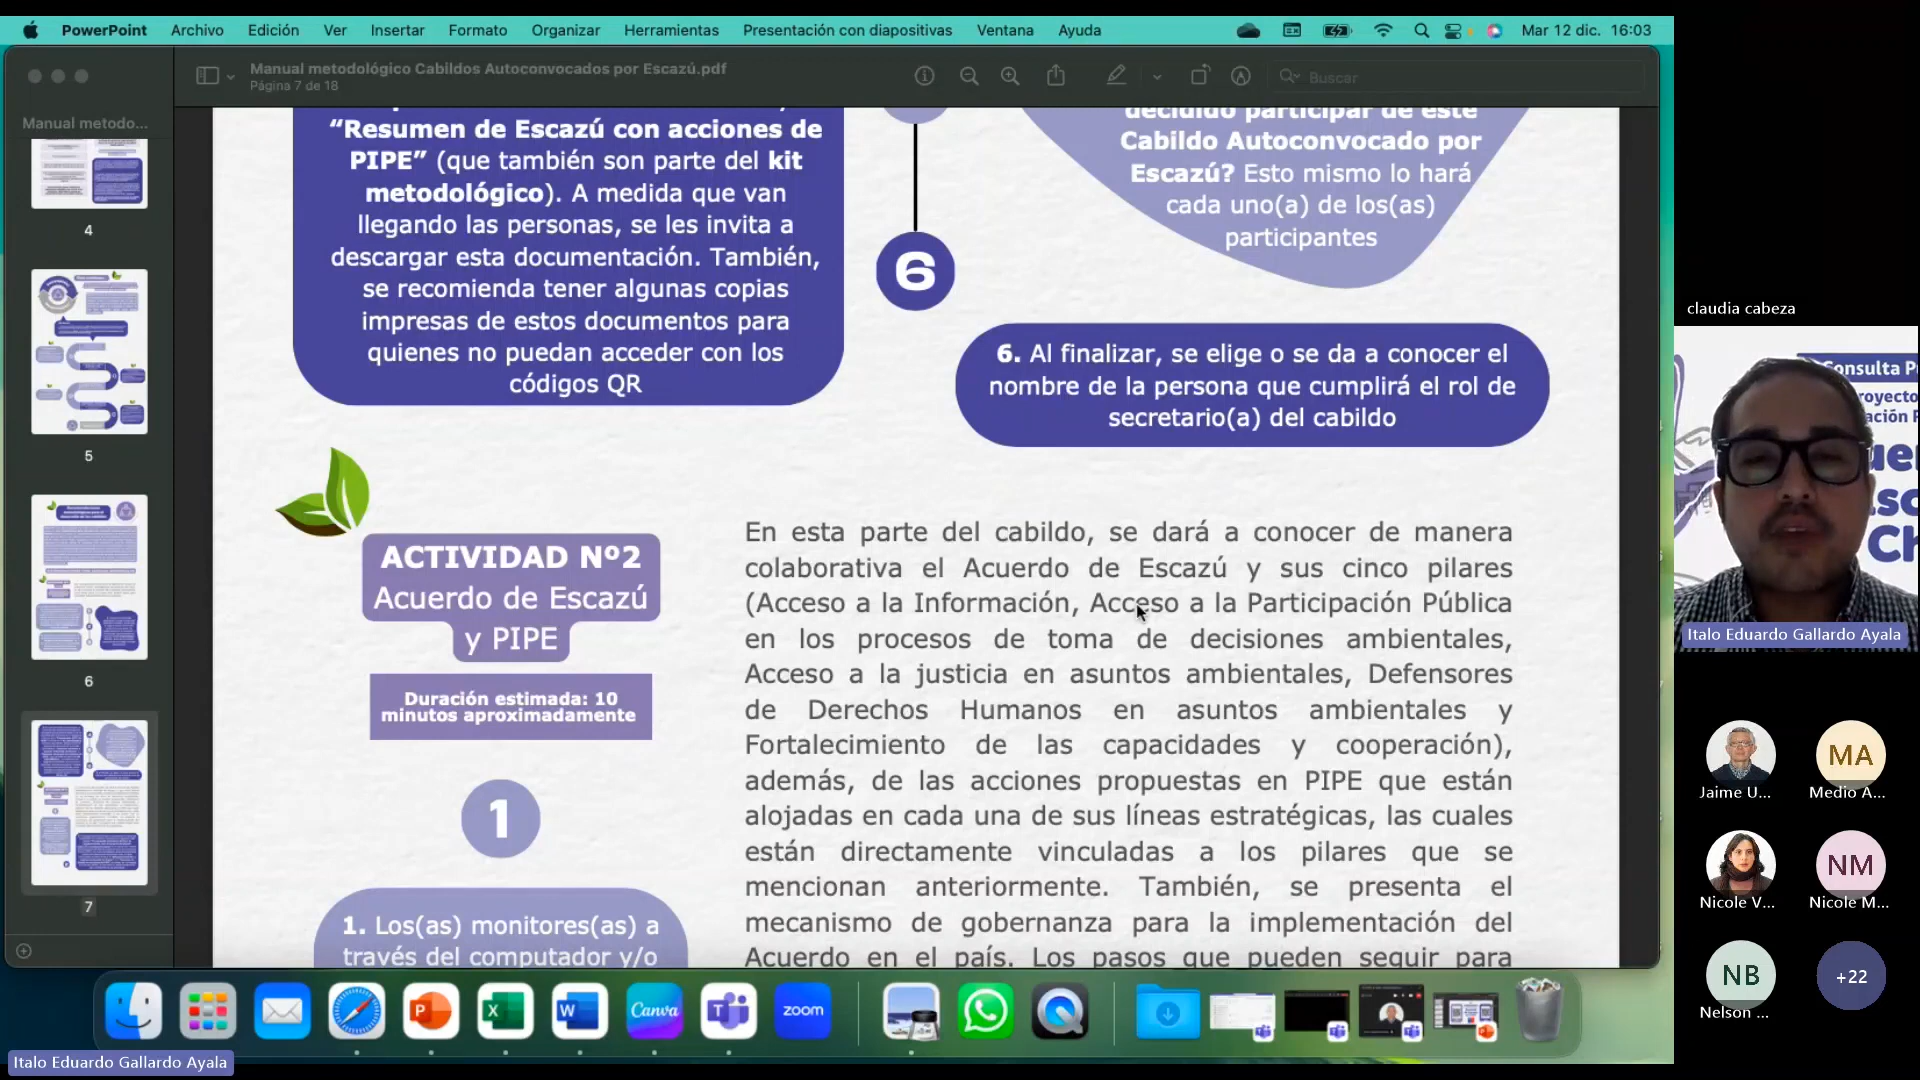 PowerPoint Archivo Edición Ver Insertar Formato Organizar Herramientas Presentación con diapositivas Ventana Ayuda Mar 12 dic. 16:03
Manual metodológico Cabildos Autoconvocados por Escazú.pdf
Página 7 de 18
Buscar
Manual metodo...
4
5
6
7
“Resumen de Escazú con acciones de
PIPE” (que también son parte del kit
metodológico). A medida que van
llegando las personas, se les invita a
descargar esta documentación. También,
se recomienda tener algunas copias
impresas de estos documentos para
quienes no puedan acceder con los
códigos QR
6
decidido participar de este
Cabildo Autoconvocado por
Escazú? Esto mismo lo hará
cada uno(a) de los(as)
participantes
6. Al finalizar, se elige o se da a conocer el
nombre de la persona que cumplirá el rol de
secretario(a) del cabildo
ACTIVIDAD Nº2
Acuerdo de Escazú
y PIPE
Duración estimada: 10
minutos aproximadamente
1
1. Los(as) monitores(as) a
través del computador y/o
En esta parte del cabildo, se dará a conocer de manera
colaborativa el Acuerdo de Escazú y sus cinco pilares
(Acceso a la Información, Acceso a la Participación Pública
en los procesos de toma de decisiones ambientales,
Acceso a la justicia en asuntos ambientales, Defensores
de Derechos Humanos en asuntos ambientales y
Fortalecimiento de las capacidades y cooperación),
además, de las acciones propuestas en PIPE que están
alojadas en cada una de sus líneas estratégicas, las cuales
están directamente vinculadas a los pilares que se
mencionan anteriormente. También, se presenta el
mecanismo de gobernanza para la implementación del
Acuerdo en el país. Los pasos que pueden seguir para
Canva
zoom
Italo Eduardo Gallardo Ayala
claudia cabeza
Consulta P
royecto
ación P
Ch
Italo Eduardo Gallardo Ayala
Jaime U...
MA
Medio A...
Nicole V...
NM
Nicole M...
NB
Nelson ...
+22